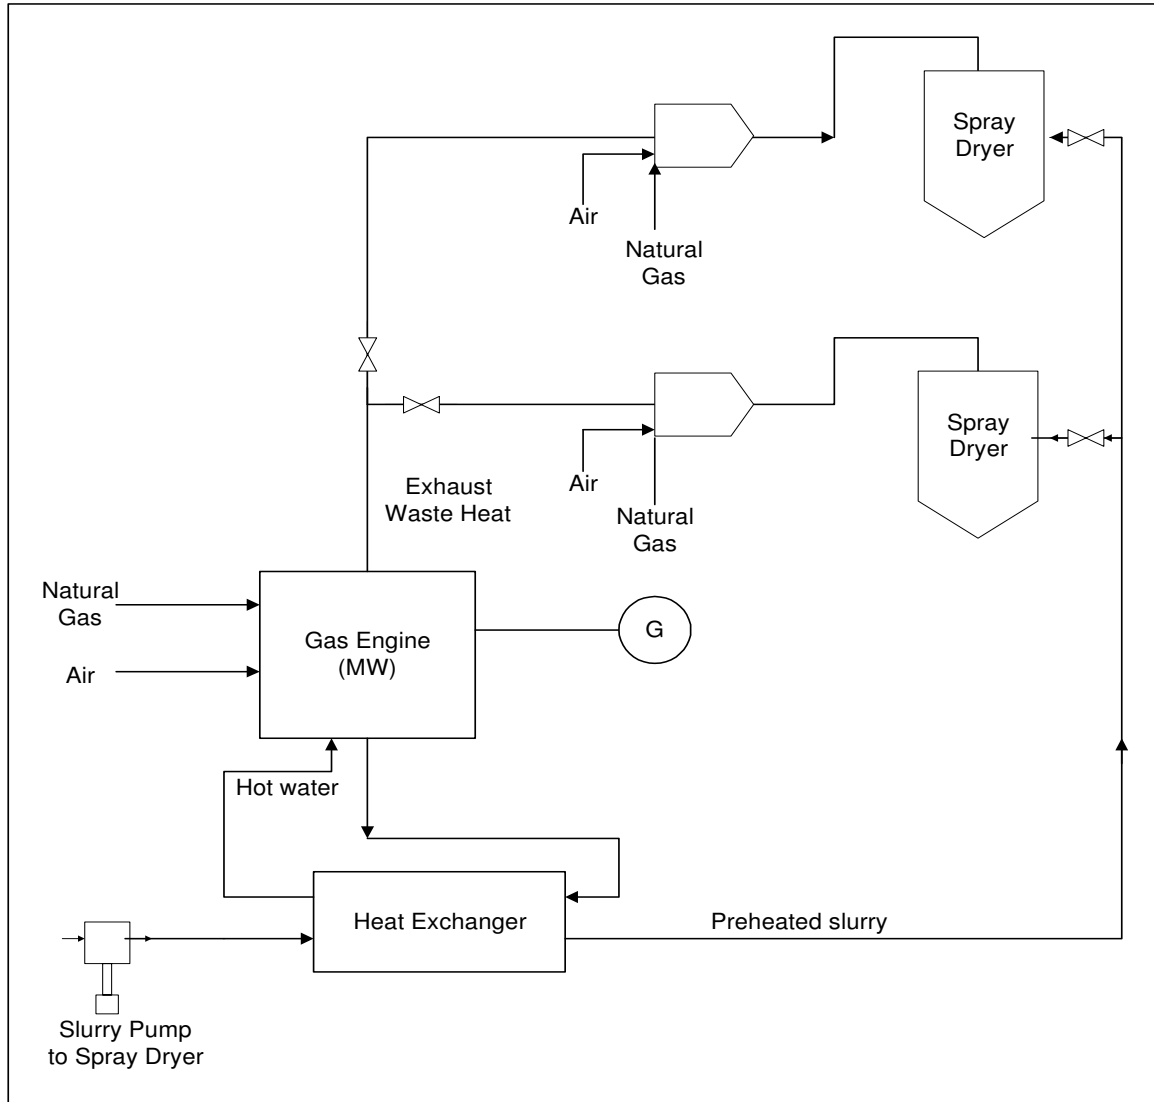 Spray
Dryer
Air
Natural
Gas
Spray
Dryer
Air
Exhaust
Waste Heat
Natural
Gas
Natural
Gas
Gas Engine
(MW)
G
Air
Hot water
Heat Exchanger
Preheated slurry
Slurry Pump
to Spray Dryer